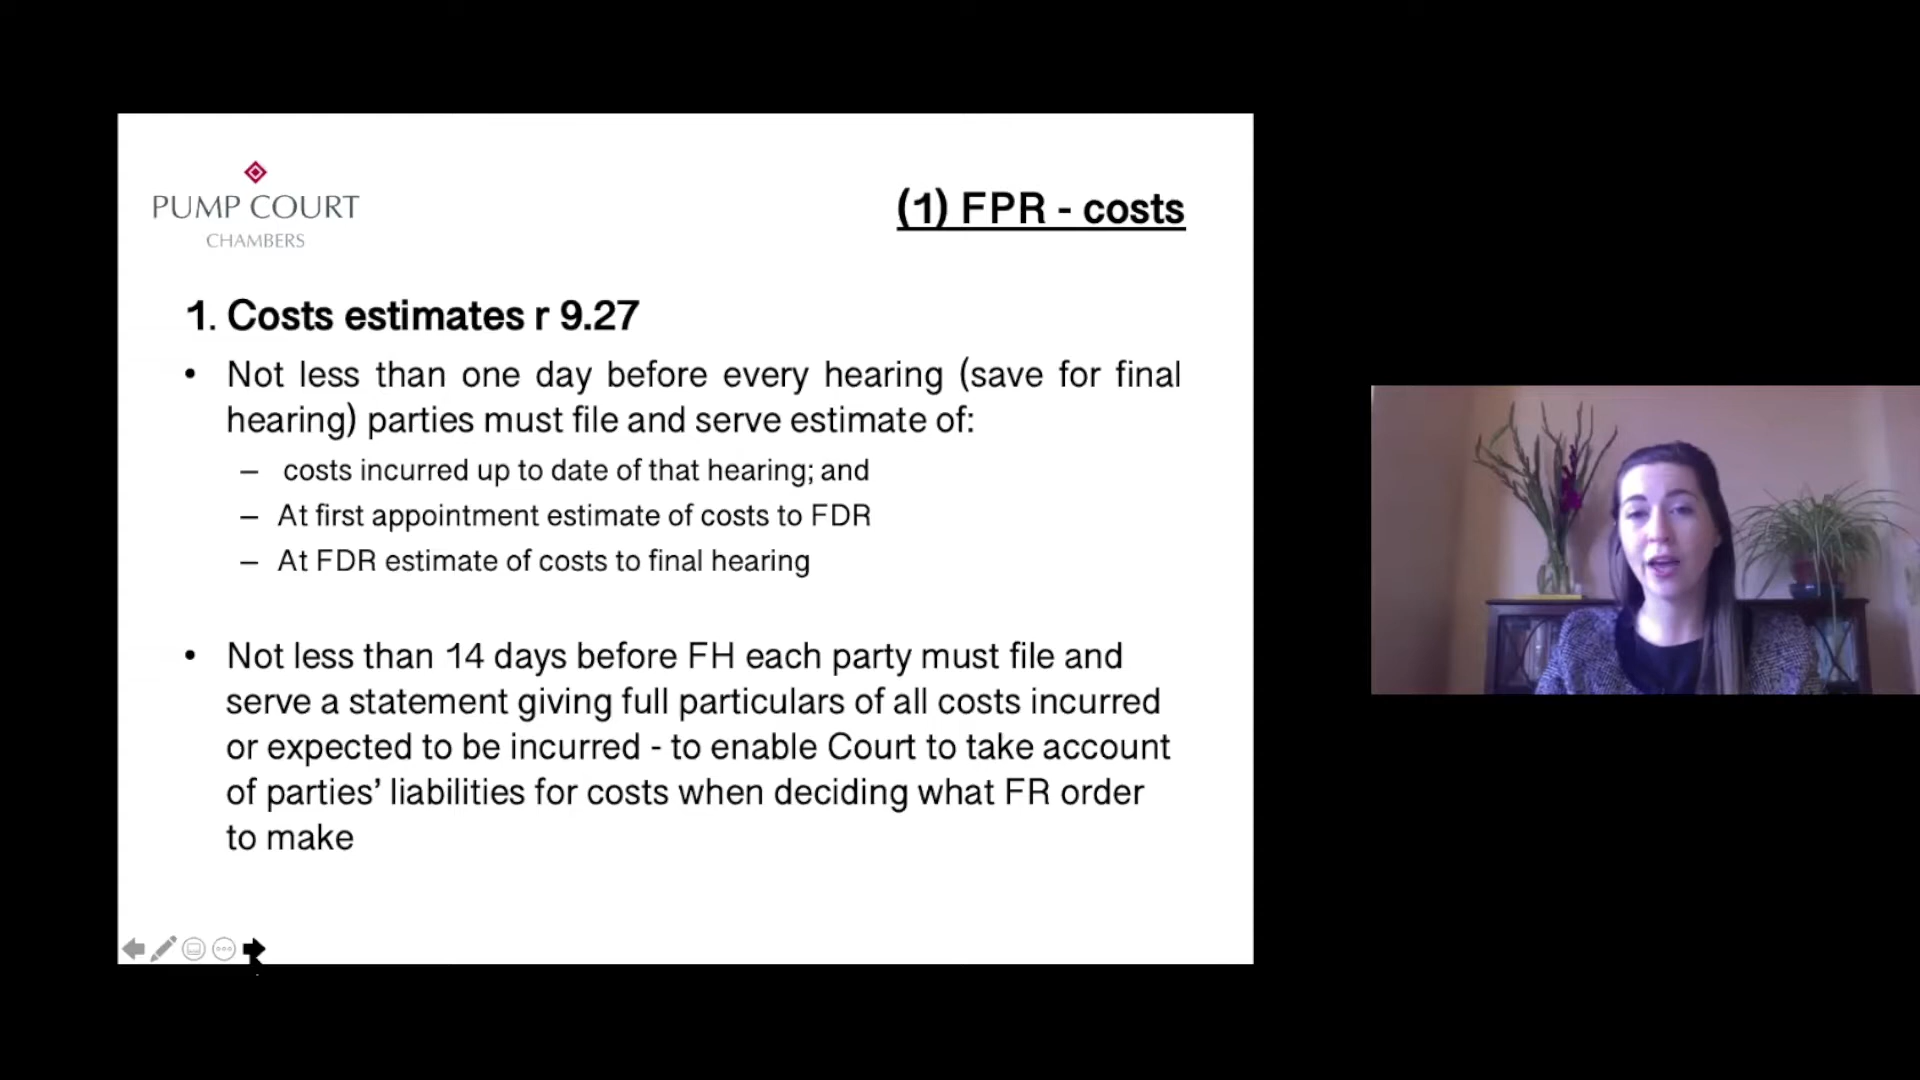 PUMP COURT
CHAMBERS
(1) FPR - costs
1. Costs estimates r 9.27
• Not less than one day before every hearing (save for final
hearing) parties must file and serve estimate of:
– costs incurred up to date of that hearing; and
– At first appointment estimate of costs to FDR
– At FDR estimate of costs to final hearing
• Not less than 14 days before FH each party must file and
serve a statement giving full particulars of all costs incurred
or expected to be incurred - to enable Court to take account
of parties’ liabilities for costs when deciding what FR order
to make